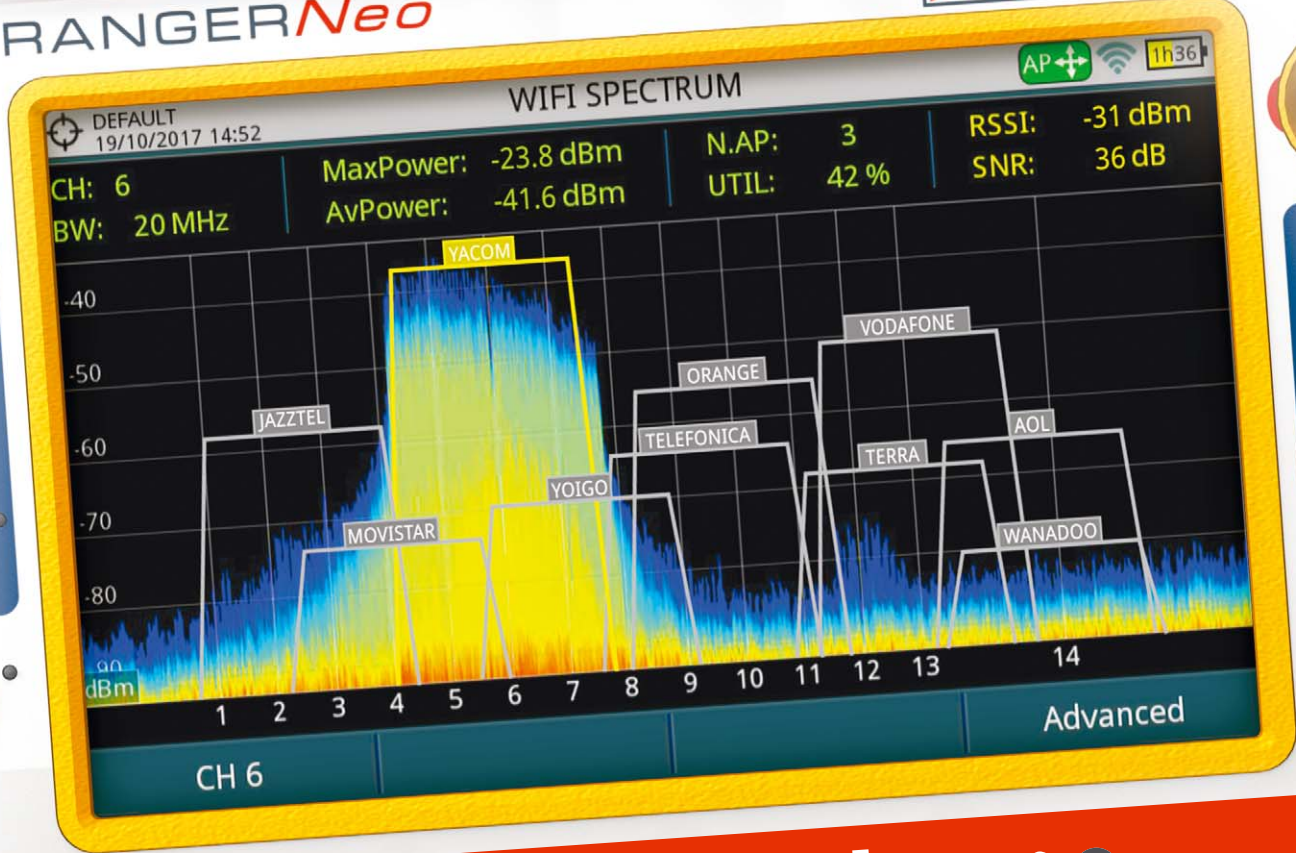 RANGERNeo
DEFAULT
19/10/2017 14:52
WIFI SPECTRUM
AP
1h36
CH: 6
BW: 20 MHz
MaxPower: -23.8 dBm
AvPower: -41.6 dBm
N.AP: 3
UTIL: 42 %
RSSI: -31 dBm
SNR: 36 dB
YACOM
-40
VODAFONE
-50
ORANGE
JAZZTEL
AOL
TELEFONICA
-60
TERRA
YOIGO
-70
MOVISTAR
WANADOO
-80
90
dBm
1 2 3 4 5 6 7 8 9 10 11 12 13 14
CH 6
Advanced